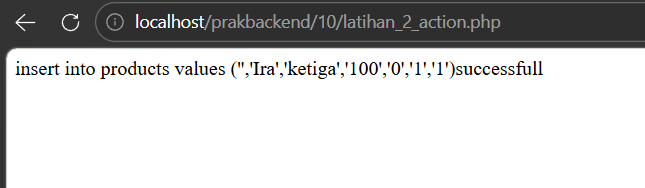 localhost/prakbackend/10/latihan_2_action.php
insert into products values ('','Ira','ketiga','100','0','1','1')successfull